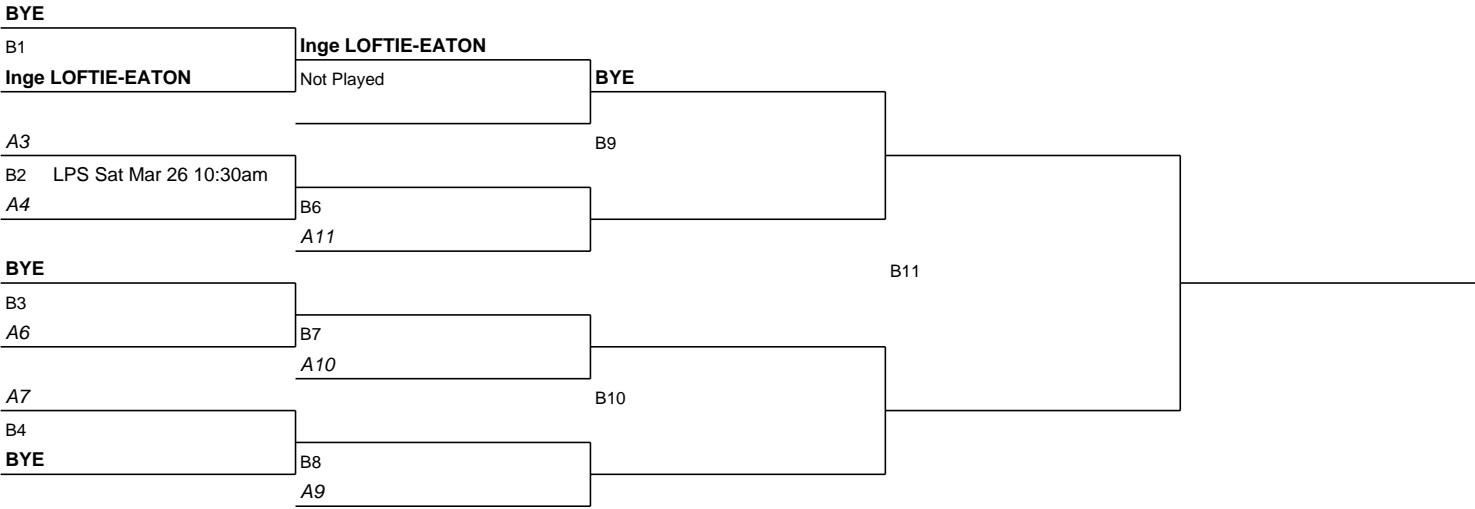 BYE
B1
Inge LOFTIE-EATON
Inge LOFTIE-EATON
Not Played
BYE
A3
B9
B2 LPS Sat Mar 26 10:30am
A4
B6
A11
BYE
B11
B3
A6
B7
A10
A7
B10
B4
BYE
B8
A9